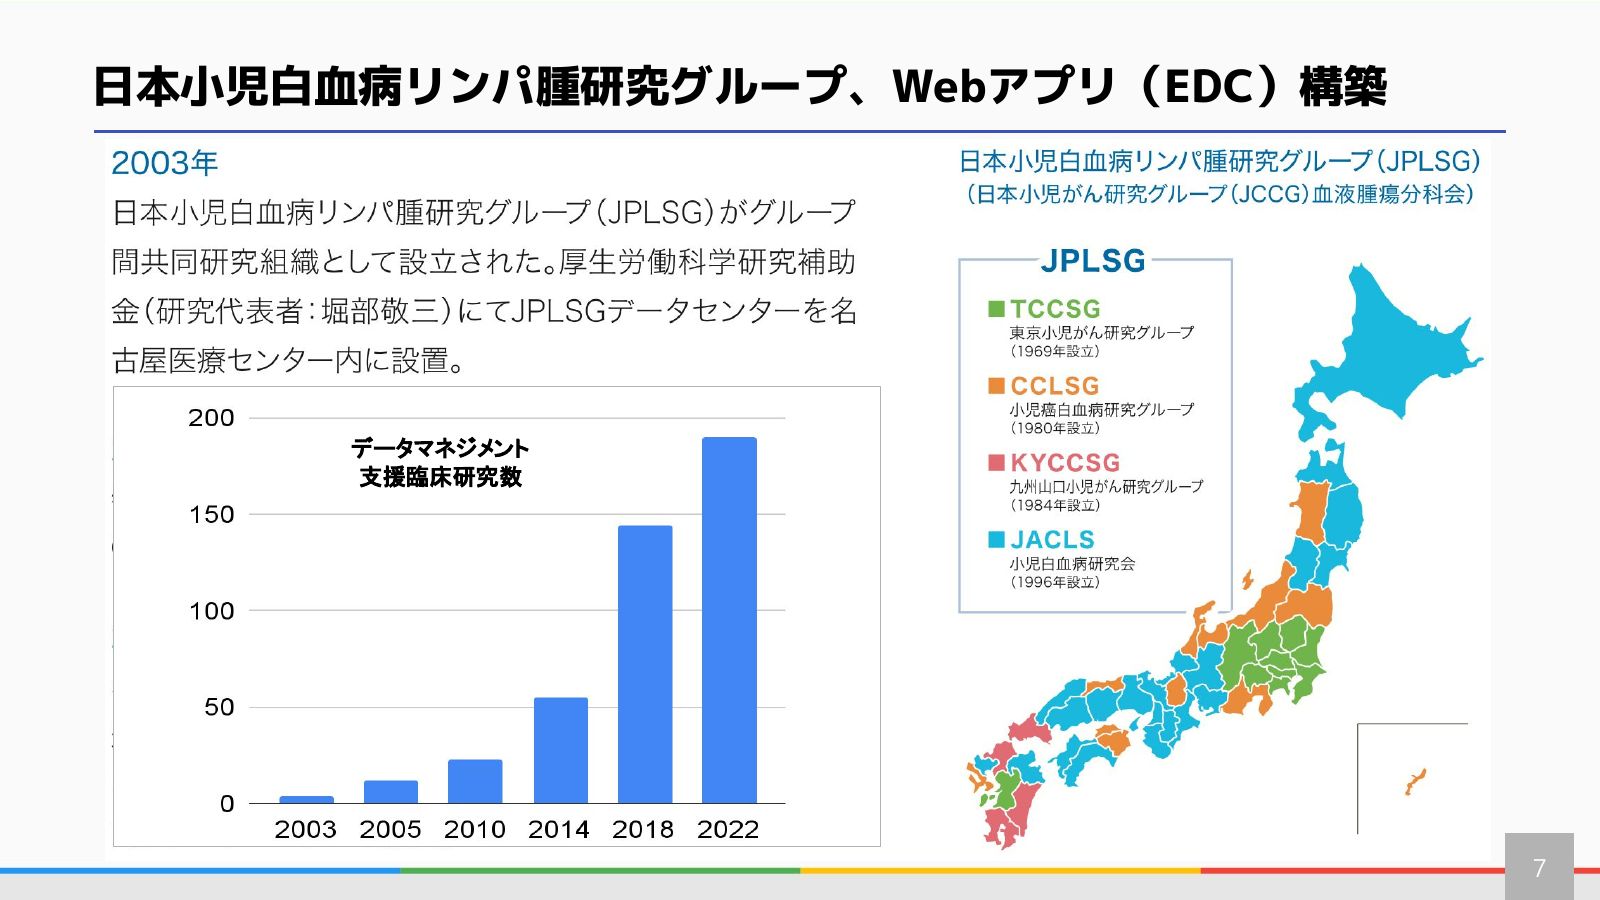 日本小児白血病リンパ腫研究グループ、Webアプリ（EDC）構築
2003年
日本小児白血病リンパ腫研究グループ（JPLSG）がグループ
間共同研究組織として設立された。厚生労働科学研究補助
金（研究代表者：堀部敬三）にてJPLSGデータセンターを名
古屋医療センター内に設置。
データマネジメント
支援臨床研究数
200
150
100
50
0
2003 2005 2010 2014 2018 2022
日本小児白血病リンパ腫研究グループ（JPLSG）
（日本小児がん研究グループ（JCCG）血液腫瘍分科会）
JPLSG
TCCSG
東京小児がん研究グループ
（1969年設立）
CCLSG
小児癌白血病研究グループ
（1980年設立）
KYCCSG
九州山口小児がん研究グループ
（1984年設立）
JACLS
小児白血病研究会
（1996年設立）
7